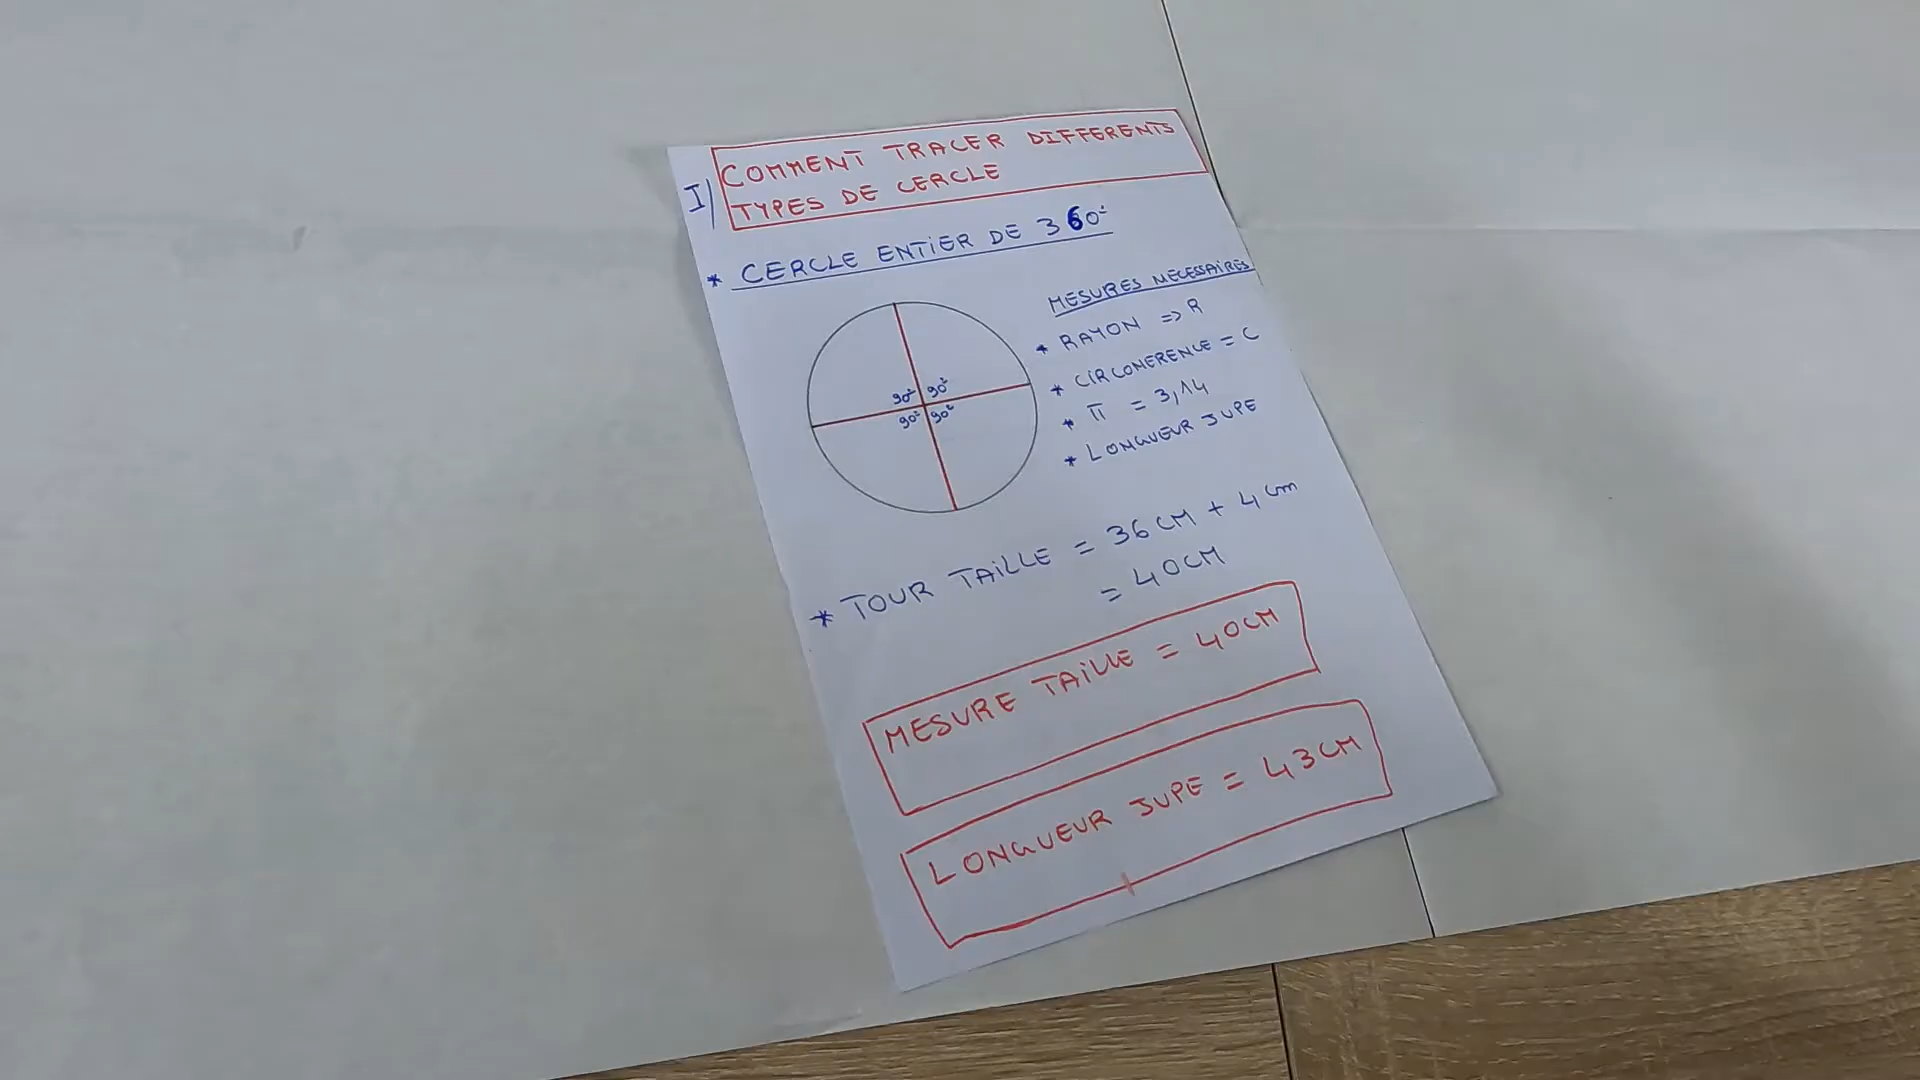 I) COMMENT TRACER DIFFERENTS
TYPES DE CERCLE
* CERCLE ENTIER DE 360°
90° 90°
90° 90°
MESURES NECESSAIRES
* RAYON => R
* CIRCONERENCE = C
* π = 3,14
* LONGUEUR JUPE
* TOUR TAILLE = 36 CM + 4 cm
= 40CM
MESURE TAILLE = 40CM
LONGUEUR JUPE = 43CM